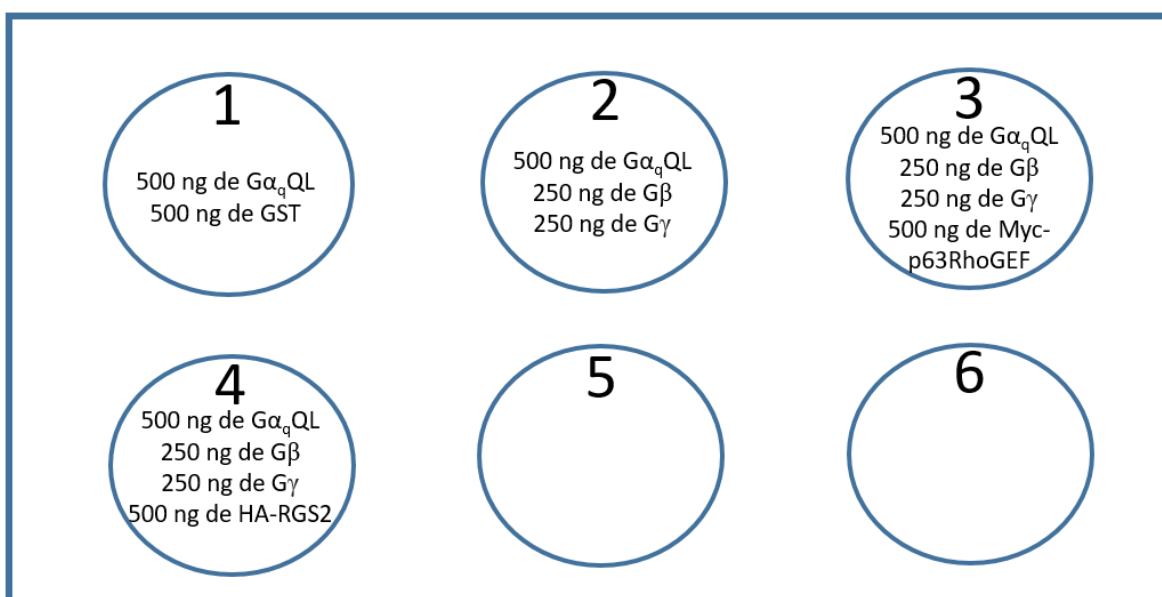 1
500 ng de GαqQL
500 ng de GST
2
500 ng de GαqQL
250 ng de Gβ
250 ng de Gγ
3
500 ng de GαqQL
250 ng de Gβ
250 ng de Gγ
500 ng de Myc-
p63RhoGEF
4
500 ng de GαqQL
250 ng de Gβ
250 ng de Gγ
500 ng de HA-RGS2
5
6